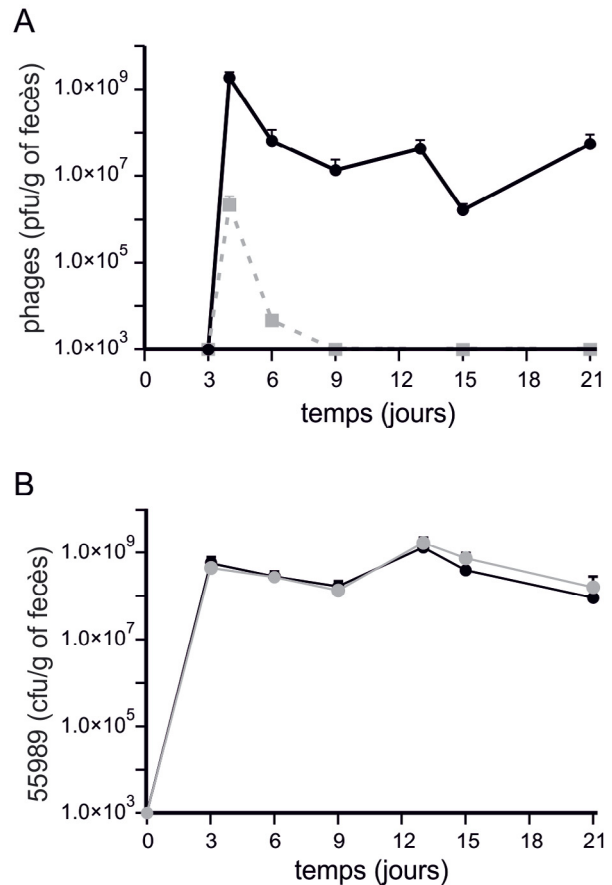 A
phages (pfu/g of fecès)
1.0×10⁹
1.0×10⁷
1.0×10⁵
1.0×10³
0 3 6 9 12 15 18 21
temps (jours)
B
55989 (cfu/g of fecès)
1.0×10⁹
1.0×10⁷
1.0×10⁵
1.0×10³
0 3 6 9 12 15 18 21
temps (jours)